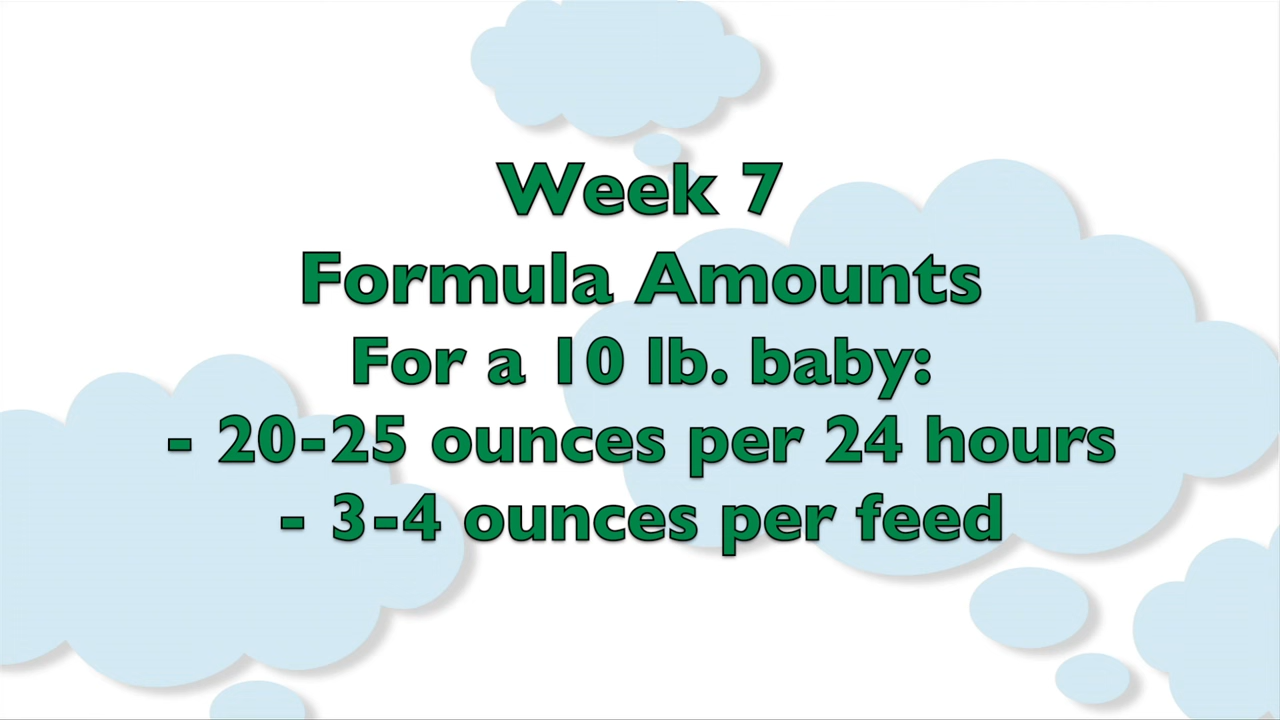 Week 7
Formula Amounts
For a 10 lb. baby:
- 20-25 ounces per 24 hours
- 3-4 ounces per feed